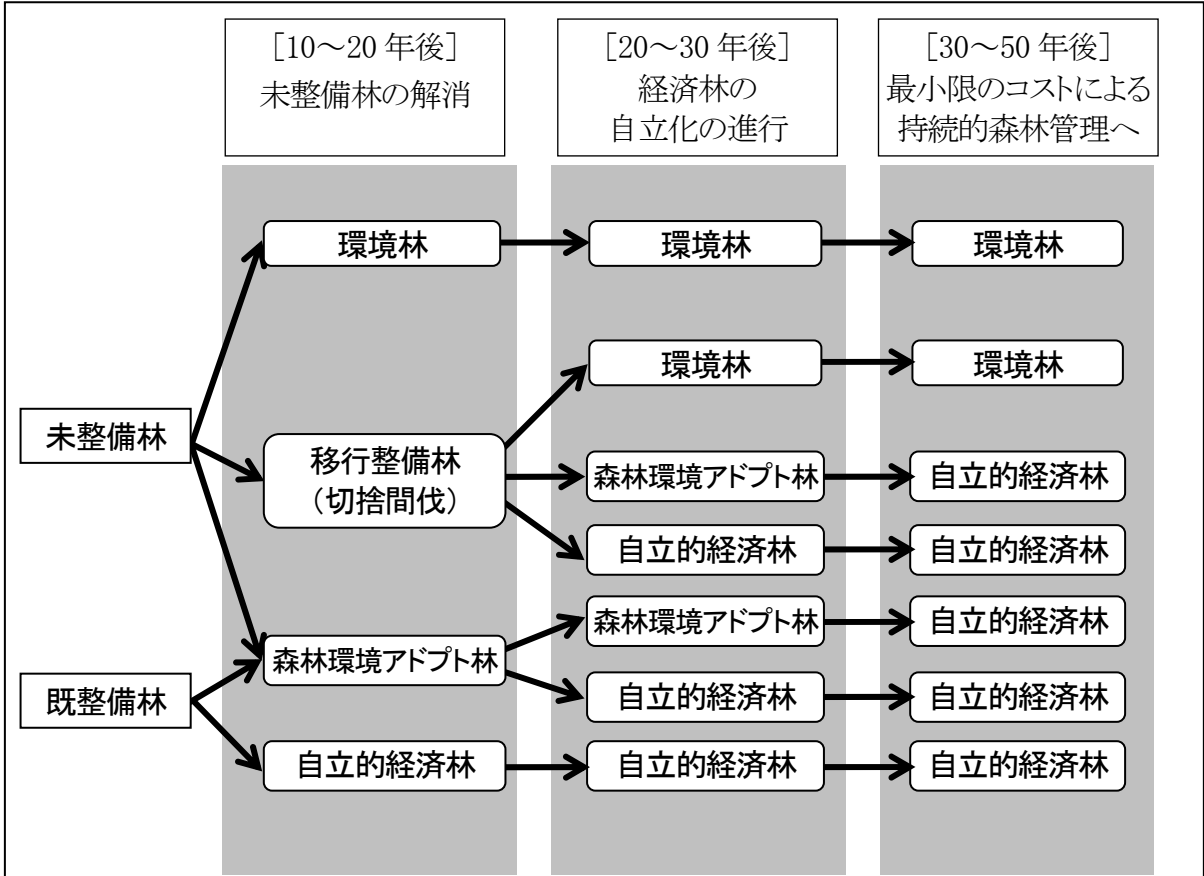 [10～20 年後]
未整備林の解消
[20～30 年後]
経済林の
自立化の進行
[30～50 年後]
最小限のコストによる
持続的森林管理へ
環境林
環境林
環境林
環境林
環境林
未整備林
移行整備林
（切捨間伐）
森林環境アドプト林
自立的経済林
自立的経済林
自立的経済林
森林環境アドプト林
自立的経済林
森林環境アドプト林
既整備林
自立的経済林
自立的経済林
自立的経済林
自立的経済林
自立的経済林